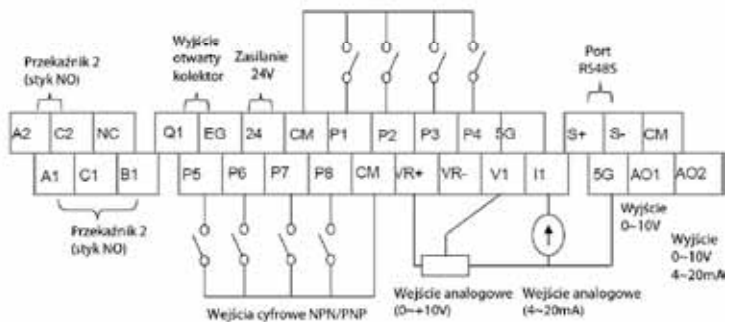 Przekaźnik 2
(styk NO)
Wyjście
otwarty
kolektor
Zasilanie
24V
Port
RS485
A2 C2 NC Q1 EG 24 CM P1 P2 P3 P4 5G S+ S- CM
A1 C1 B1 P5 P6 P7 P8 CM VR+ VR- V1 I1 5G AO1 AO2
Przekaźnik 2
(styk NO)
Wyjście
0~10V
Wyjście
0~10V
4~20mA
Wejścia cyfrowe NPN/PNP
Wejście analogowe
(0~+10V)
Wejście analogowe
(4~20mA)